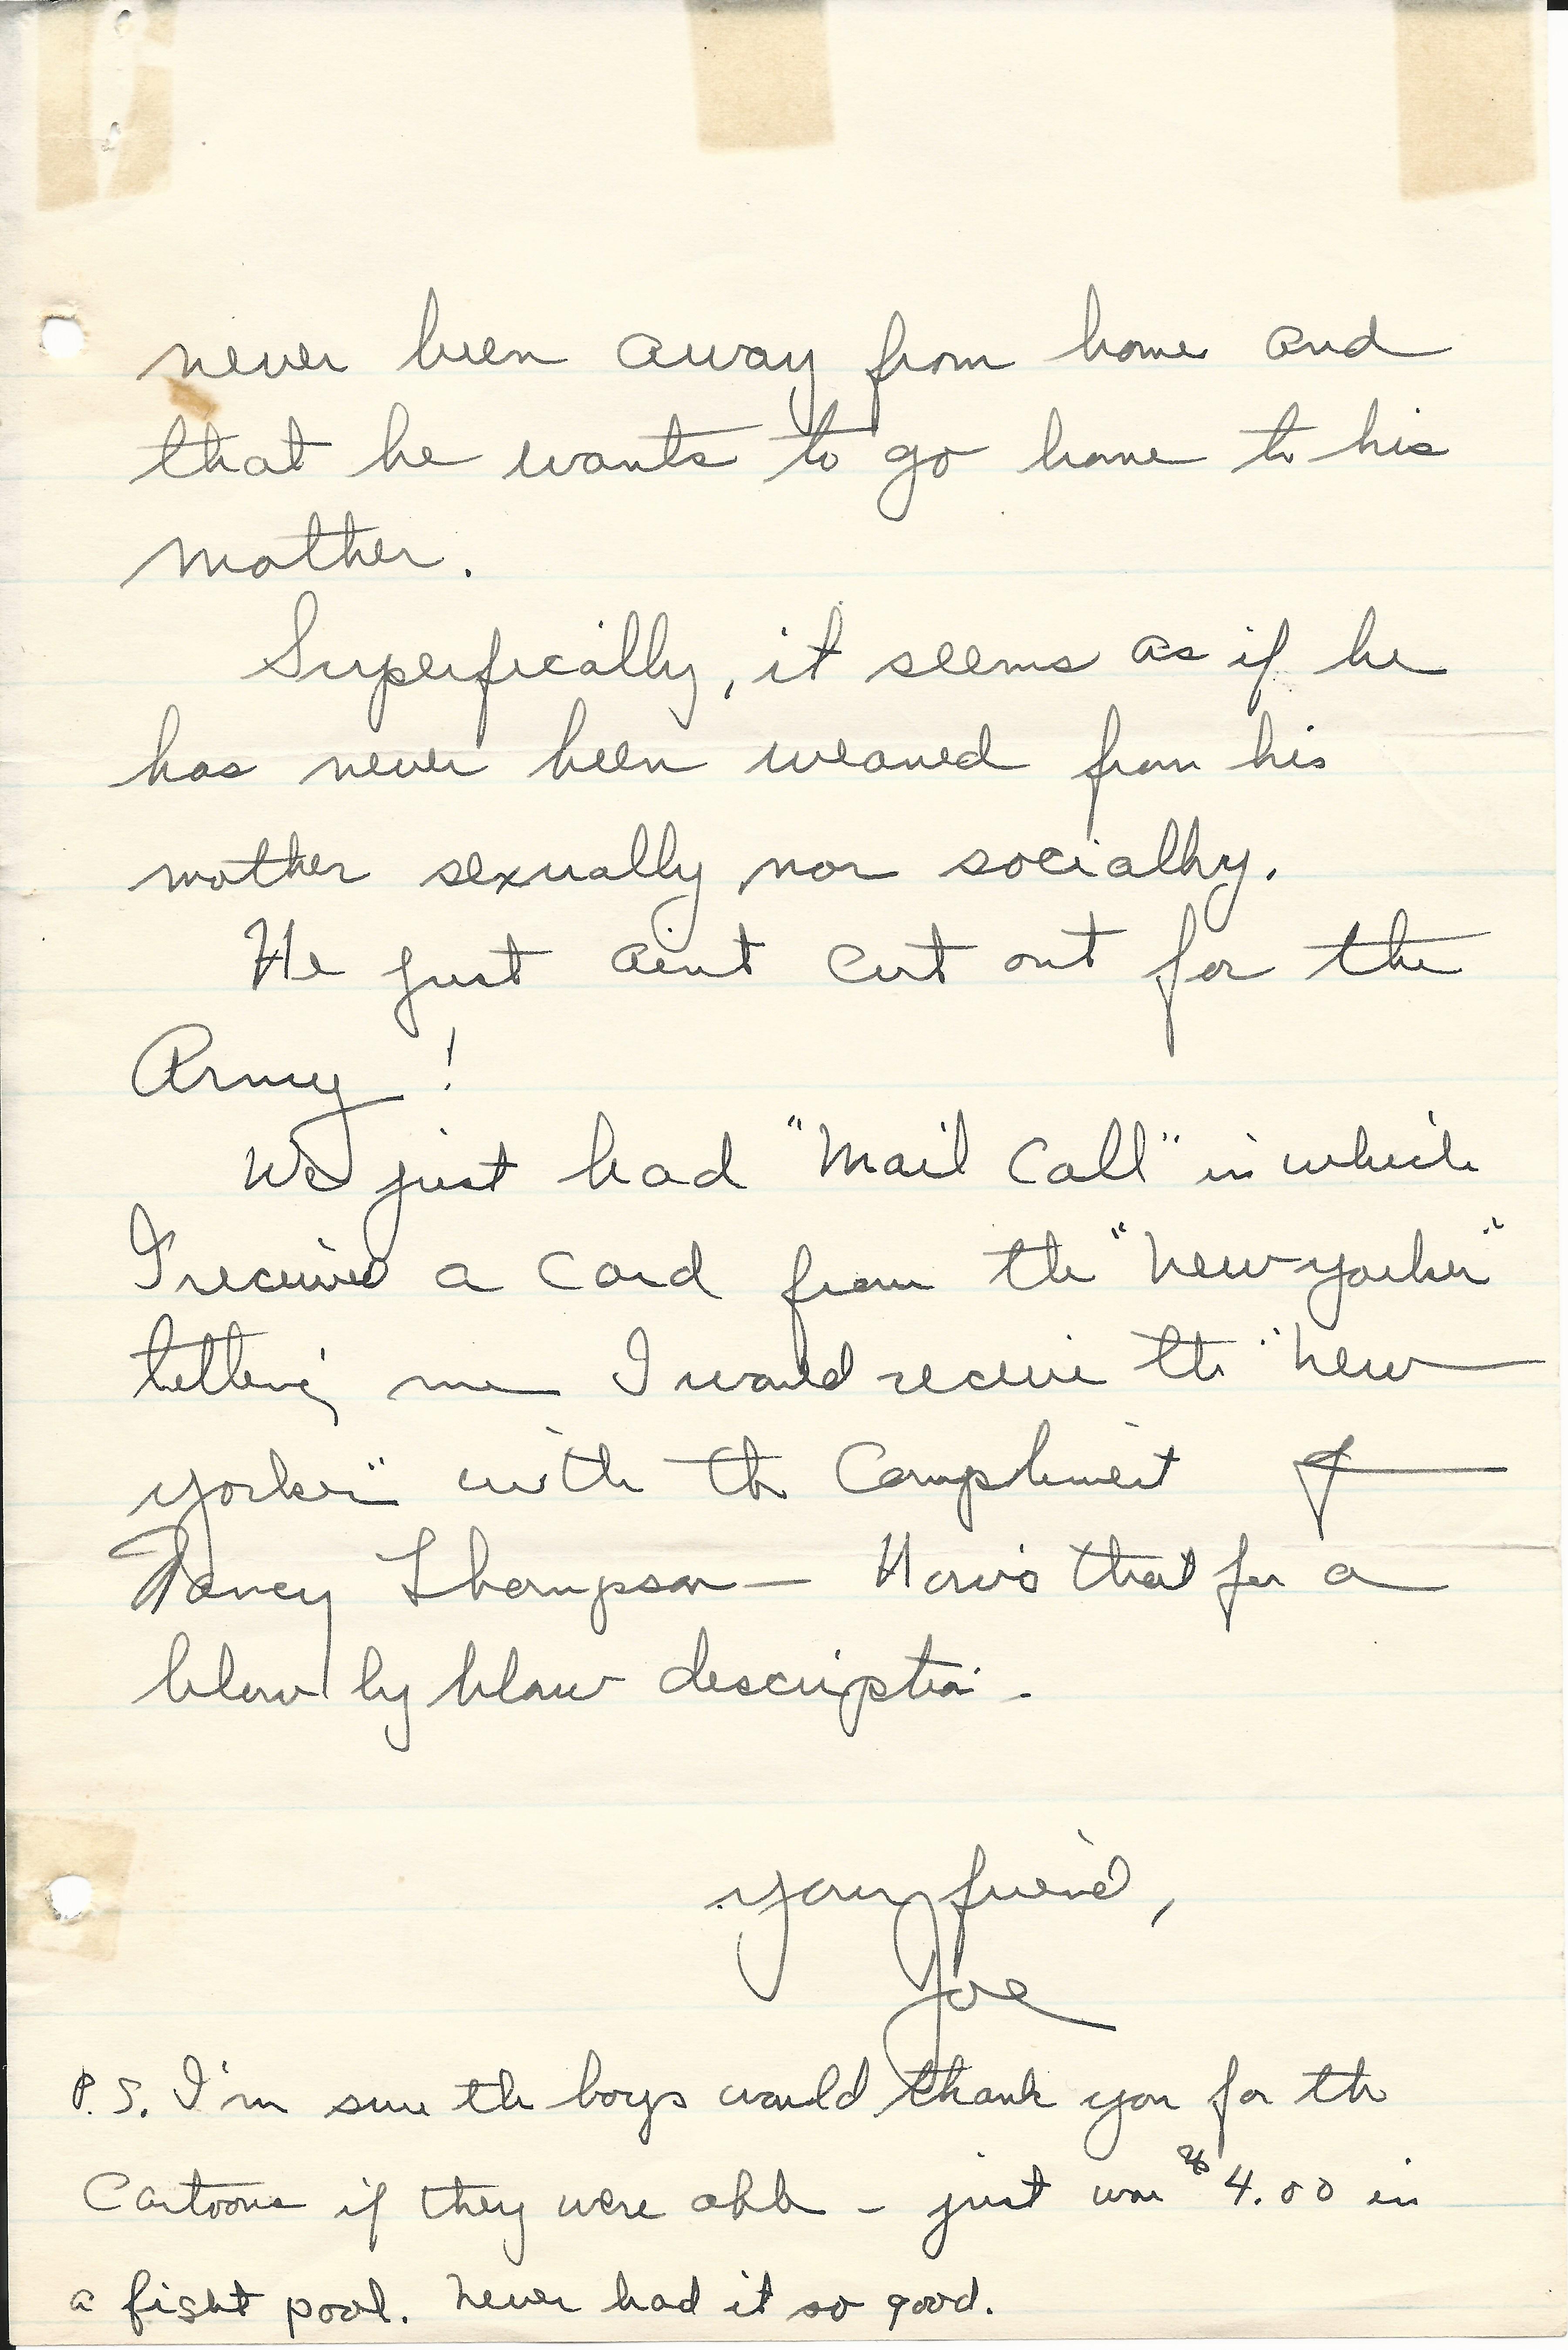 never been away from home and
that he wants to go home to his
mother.
Superfically, it seems as if he
has never been weaned from his
mother sexually nor socially.
He just aint cut out for the
Army !
We just had "Mail Call" in which
I received a card from the "New yorker"
telling me I would receive the "New
yorker" with the Compliment of
Nancy Thompson — How's that for a
blow by blow description.
your friend,
Joe
P.S. I'm sure the boys would thank you for the
Cartoons if they were able - just won $4.00 in
a fight pool. Never had it so good.